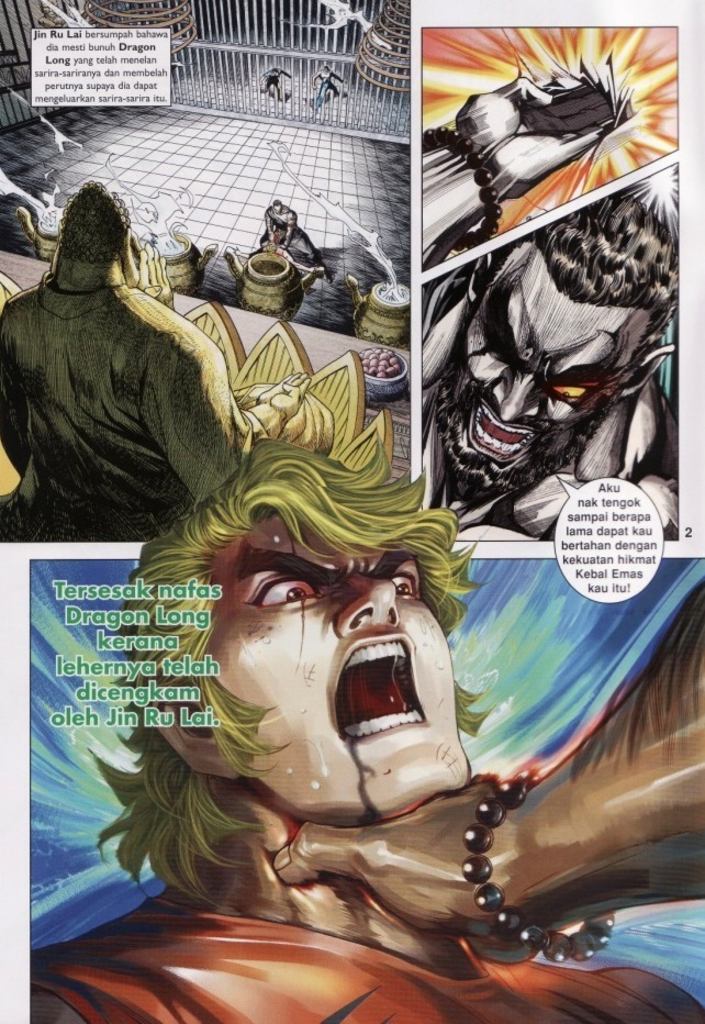 Jin Ru Lai bersumpah bahawa
dia mesti bunuh Dragon
Long yang telah menelan
sarira-sariranya dan membelah
perutnya supaya dia dapat
mengeluarkan sarira-sarira itu.
Aku
nak tengok
sampai berapa
lama dapat kau
bertahan dengan
kekuatan hikmat
Kebal Emas
kau itu!
2
Tersesak nafas
Dragon Long
kerana
lehernya telah
dicengkam
oleh Jin Ru Lai.